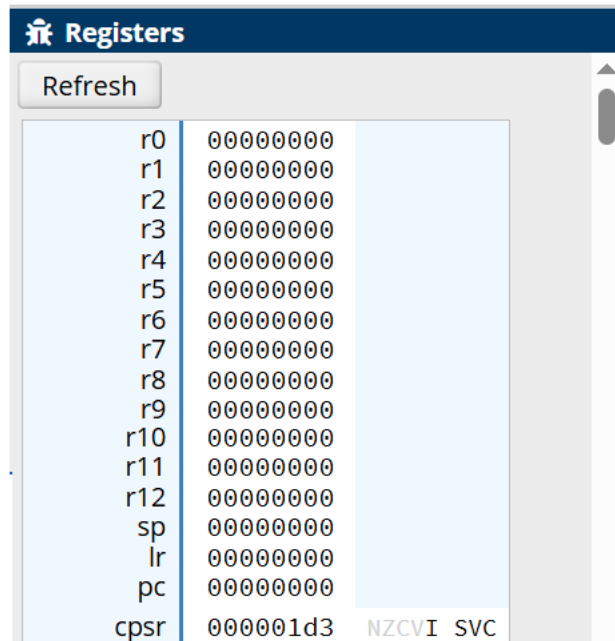 Registers
Refresh
r0 00000000
r1 00000000
r2 00000000
r3 00000000
r4 00000000
r5 00000000
r6 00000000
r7 00000000
r8 00000000
r9 00000000
r10 00000000
r11 00000000
r12 00000000
sp 00000000
lr 00000000
pc 00000000
cpsr 000001d3 NZCVI SVC